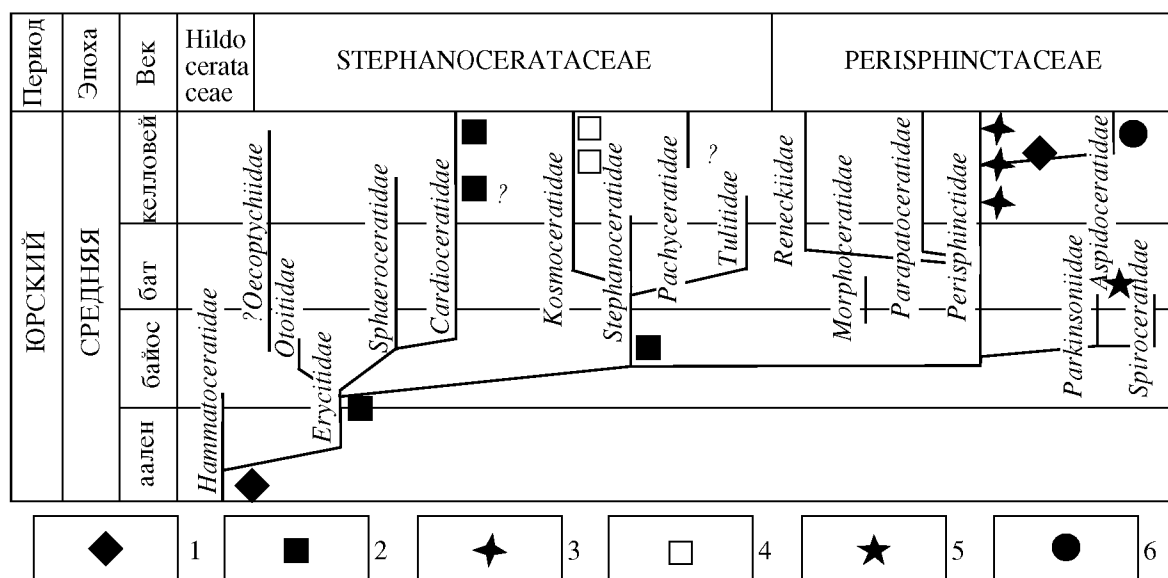 Период
Эпоха
Век
Hildo
cerata
ceae
STEPHANOCERATACEAE
PERISPHINCTACEAE
ЮРСКИЙ
СРЕДНЯЯ
келловей
бат
байос
аален
Hammatoceratidae
?Oecoptychiidae
Otoitidae
Erycitidae
Sphaeroceratidae
Cardioceratidae
?
Kosmoceratidae
Stephanoceratidae
Pachyceratidae
?
Tulitidae
Reneckiidae
Morphoceratidae
Parapatoceratidae
Perisphinctidae
Parkinsoniidae
Aspidoceratidae
Spiroceratidae
1
2
3
4
5
6